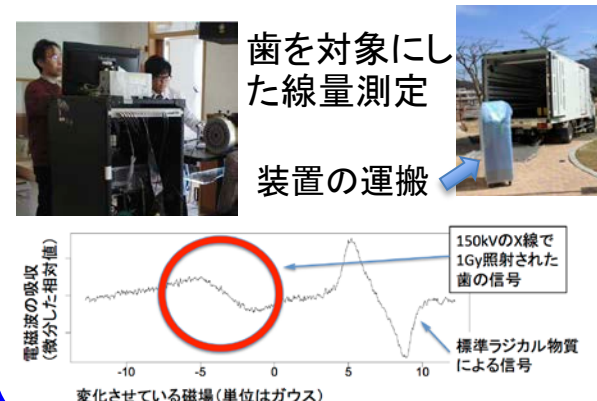 歯を対象にし
た線量測定
装置の運搬
150kVのX線で
1Gy照射された
歯の信号
電磁波の吸収
(微分した相対値)
標準ラジカル物質
による信号
-10 -5 0 5 10
変化させている磁場(単位はガウス)